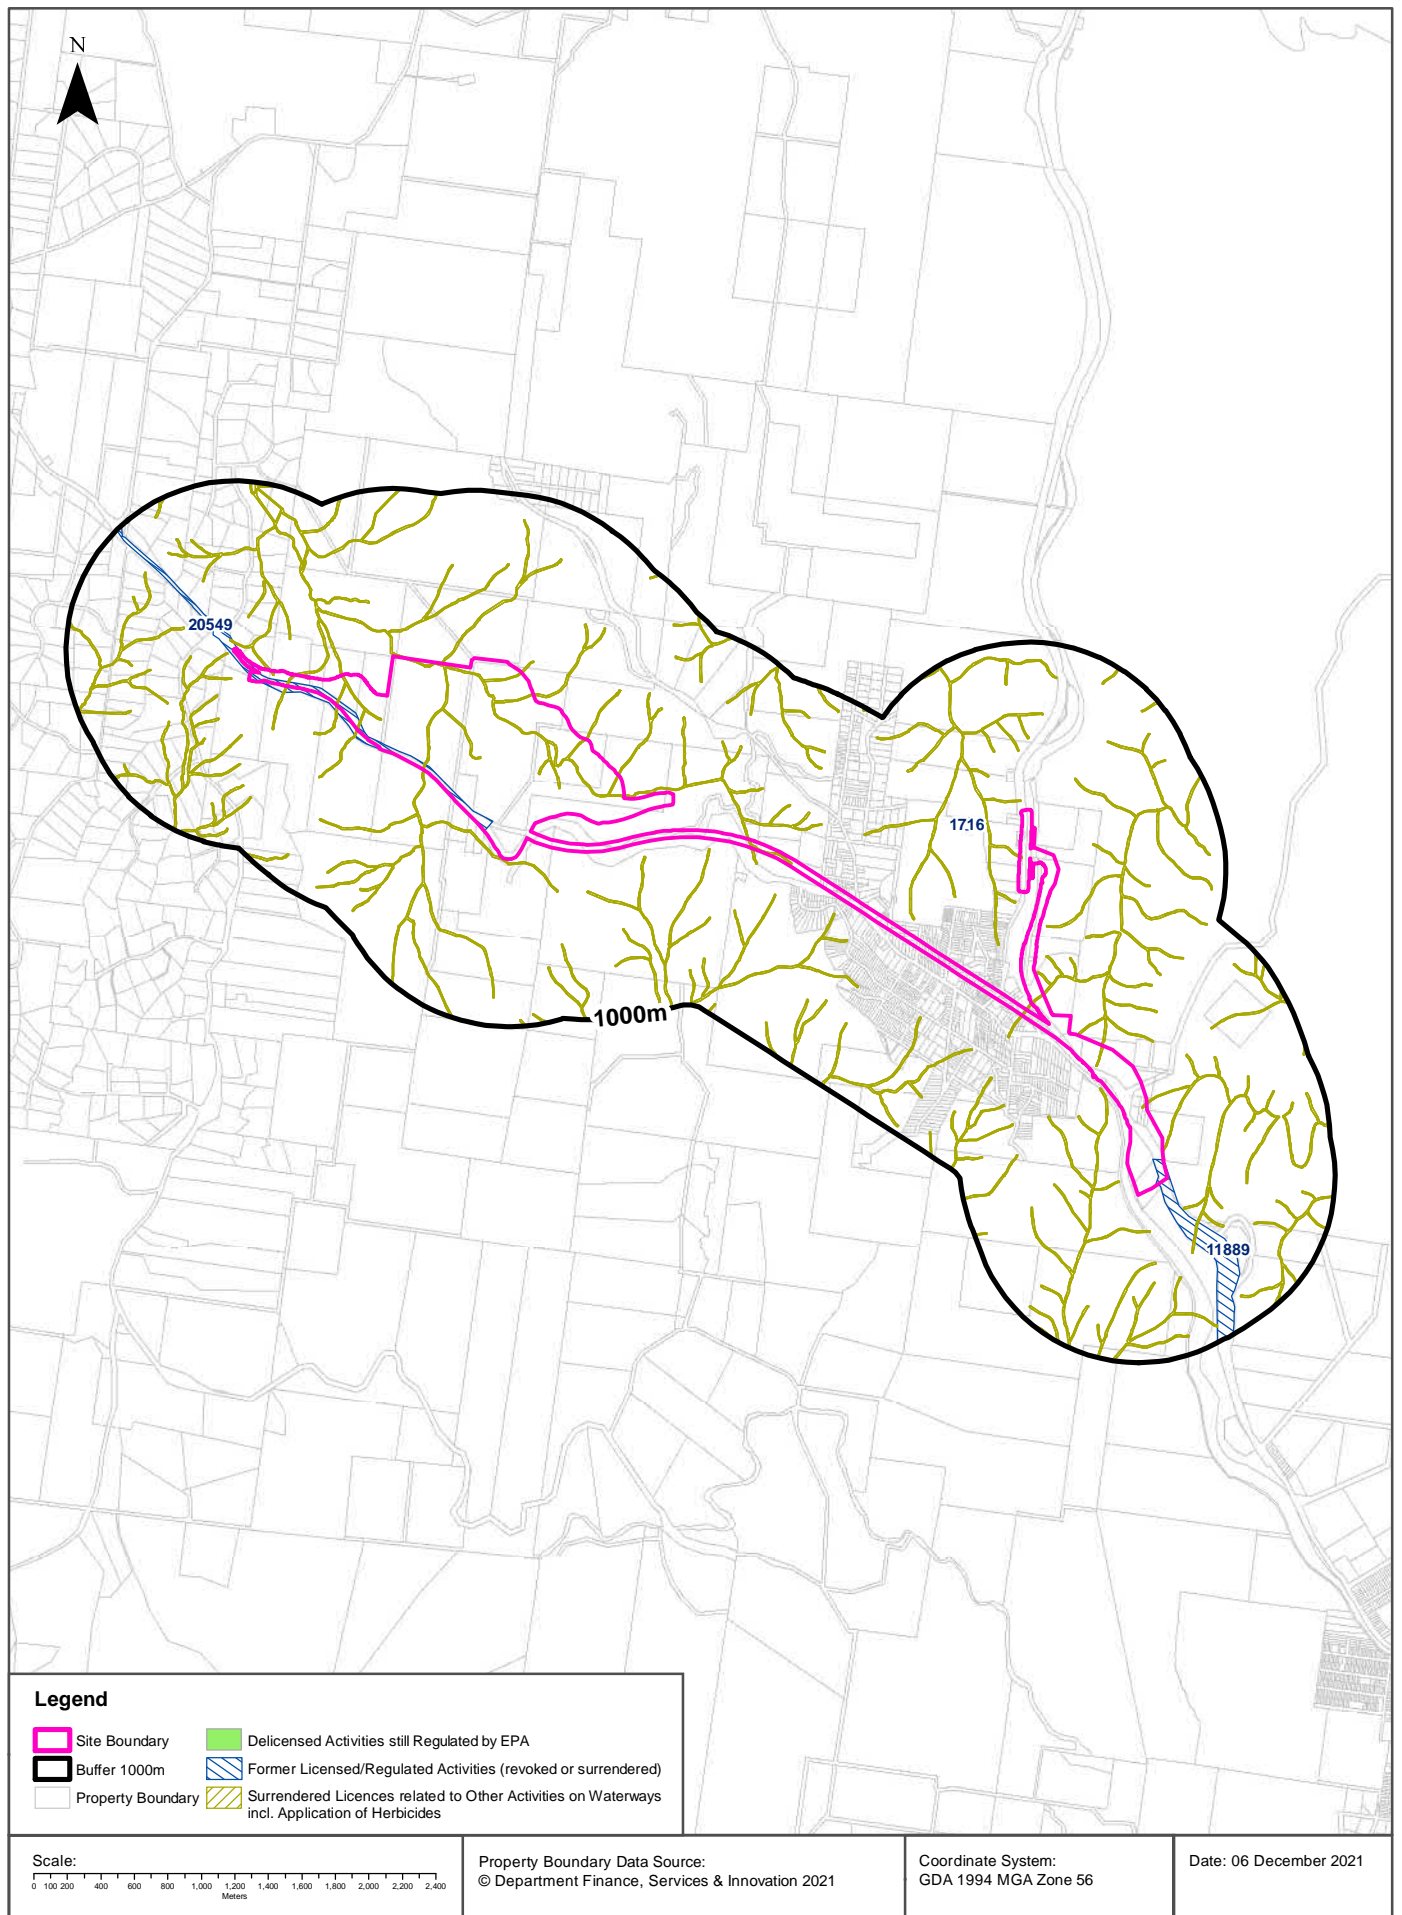 N
20549
1716
1000m
11889
Legend
Site Boundary
Buffer 1000m
Property Boundary
Delicensed Activities still Regulated by EPA
Former Licensed/Regulated Activities (revoked or surrendered)
Surrendered Licences related to Other Activities on Waterways
incl. Application of Herbicides
Scale:
0 100 200 400 600 800 1,000 1,200 1,400 1,600 1,800 2,000 2,200 2,400
Meters
Property Boundary Data Source:
© Department Finance, Services & Innovation 2021
Coordinate System:
GDA 1994 MGA Zone 56
Date: 06 December 2021